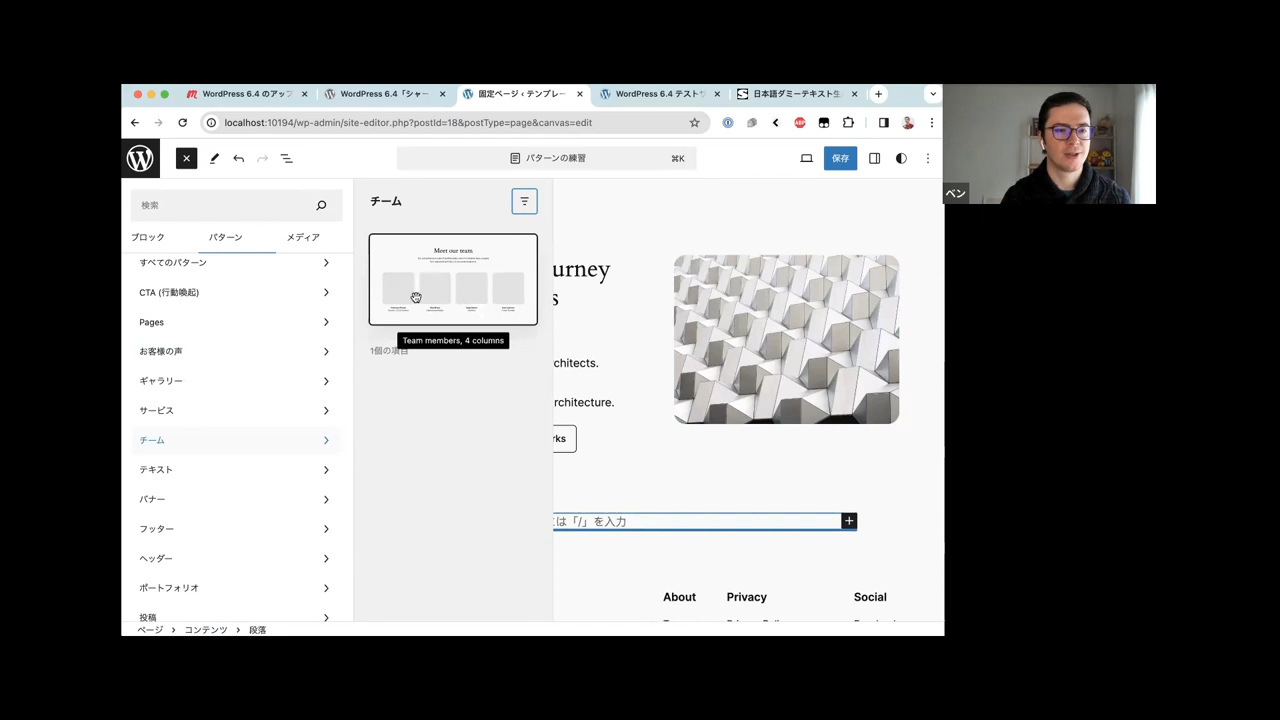 WordPress 6.4 のアップ
WordPress 6.4「シャー
固定ページ ‹ テンプレー
WordPress 6.4 テストサ
日本語ダミーテキスト生
localhost:10194/wp-admin/site-editor.php?postId=18&postType=page&canvas=edit
パターンの練習
⌘K
保存
検索
ブロック
パターン
メディア
すべてのパターン
CTA (行動喚起)
Pages
お客様の声
ギャラリー
サービス
チーム
テキスト
バナー
フッター
ヘッダー
ポートフォリオ
投稿
チーム
Meet our team
Team members, 4 columns
1個の項目
urney
s
chitects.
rchitecture.
rks
は「/」を入力
About
Privacy
Social
ページ
コンテンツ
段落
ベン